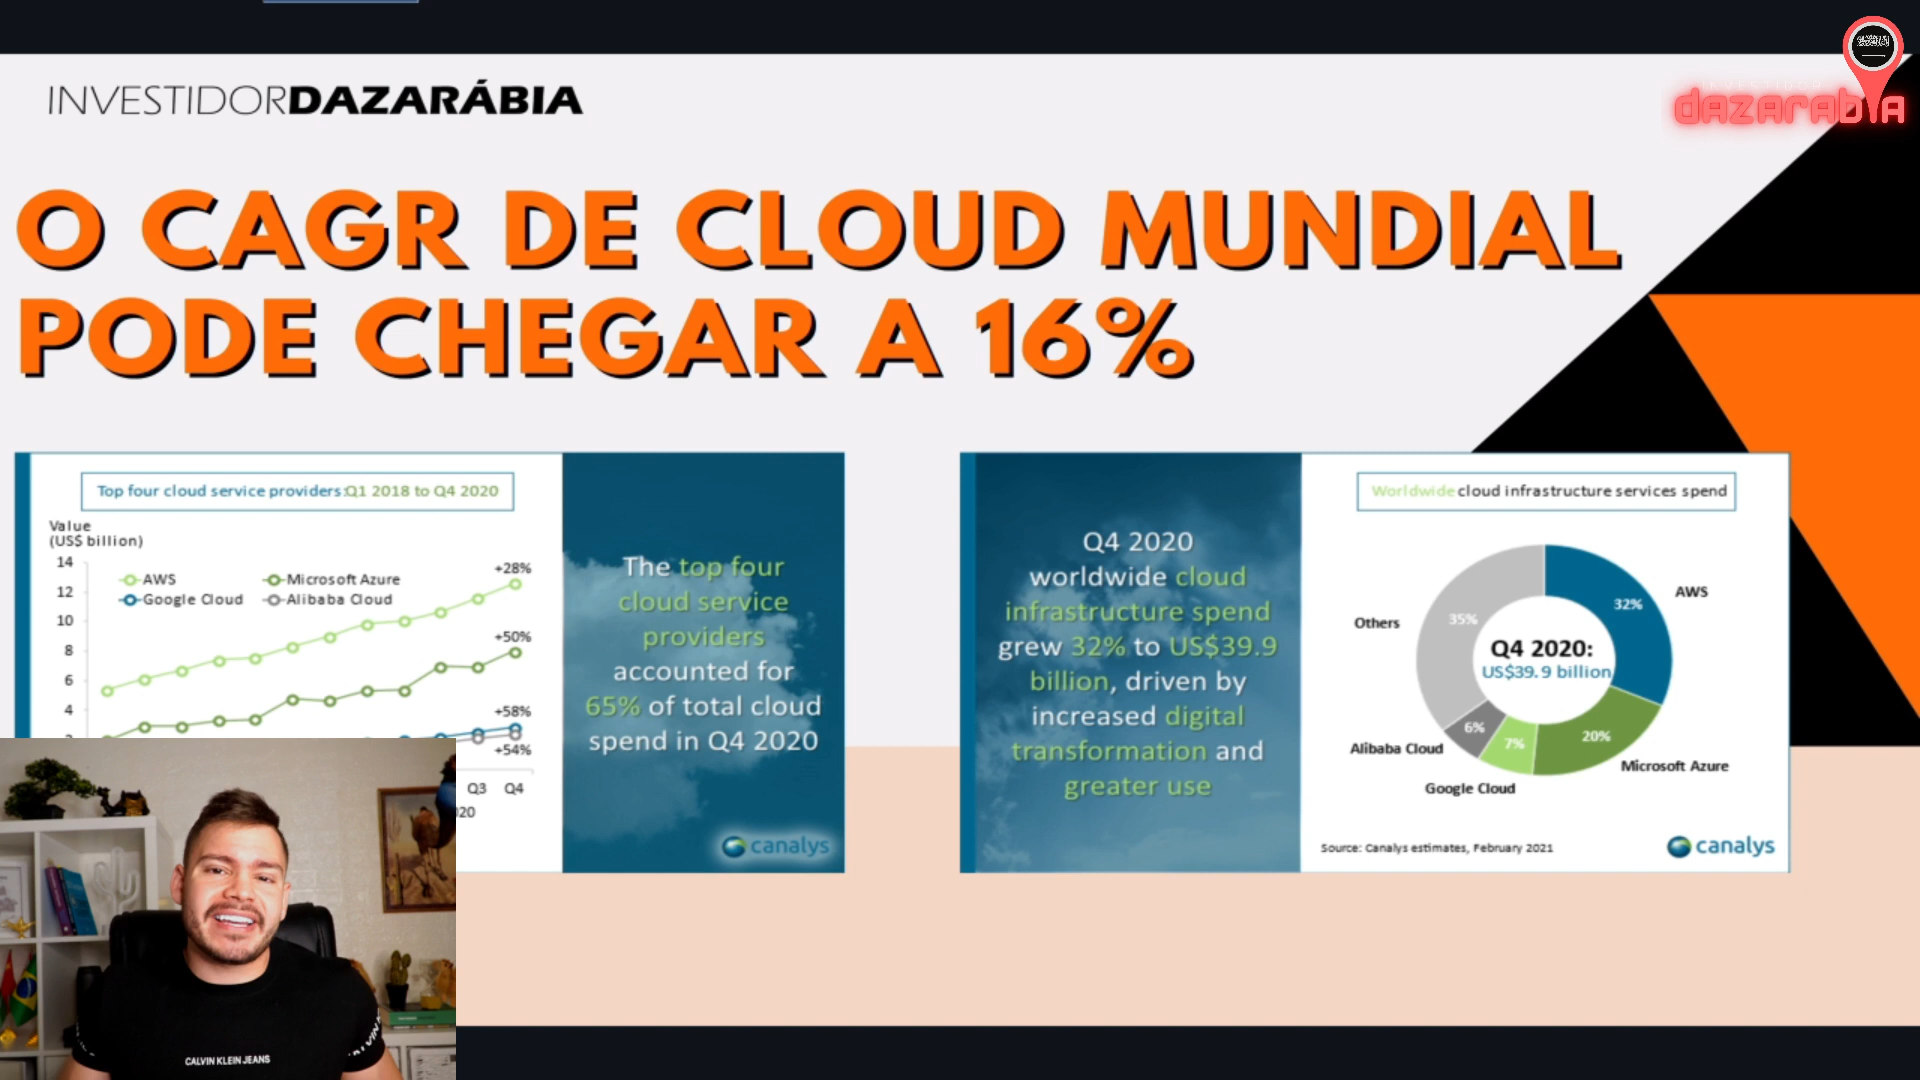 INVESTIDORDAZARÁBIA
dazarabIA
O CAGR DE CLOUD MUNDIAL
PODE CHEGAR A 16%
Top four cloud service providers:Q1 2018 to Q4 2020
Value
(US$ billion)
14
12
10
8
6
4
AWS
Microsoft Azure
Google Cloud
Alibaba Cloud
+28%
+50%
+58%
+54%
Q3 Q4
The top four
cloud service
providers
accounted for
65% of total cloud
spend in Q4 2020
canalys
Q4 2020
worldwide cloud
infrastructure spend
grew 32% to US$39.9
billion, driven by
increased digital
transformation and
greater use
Worldwide cloud infrastructure services spend
AWS
32%
Others
35%
Q4 2020:
US$39.9 billion
6%
7%
20%
Alibaba Cloud
Microsoft Azure
Google Cloud
Source: Canalys estimates, February 2021
canalys
CALVIN KLEIN JEANS